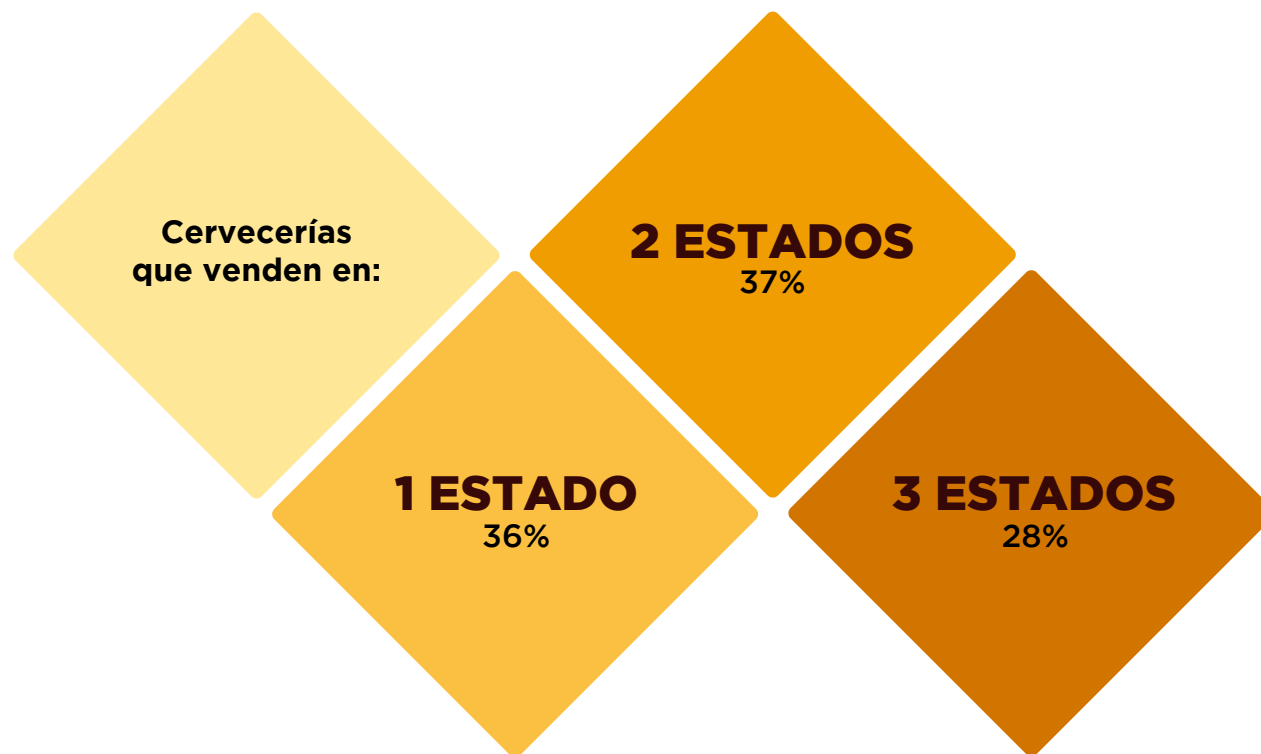 Cervecerías
que venden en:
1 ESTADO
36%
2 ESTADOS
37%
3 ESTADOS
28%